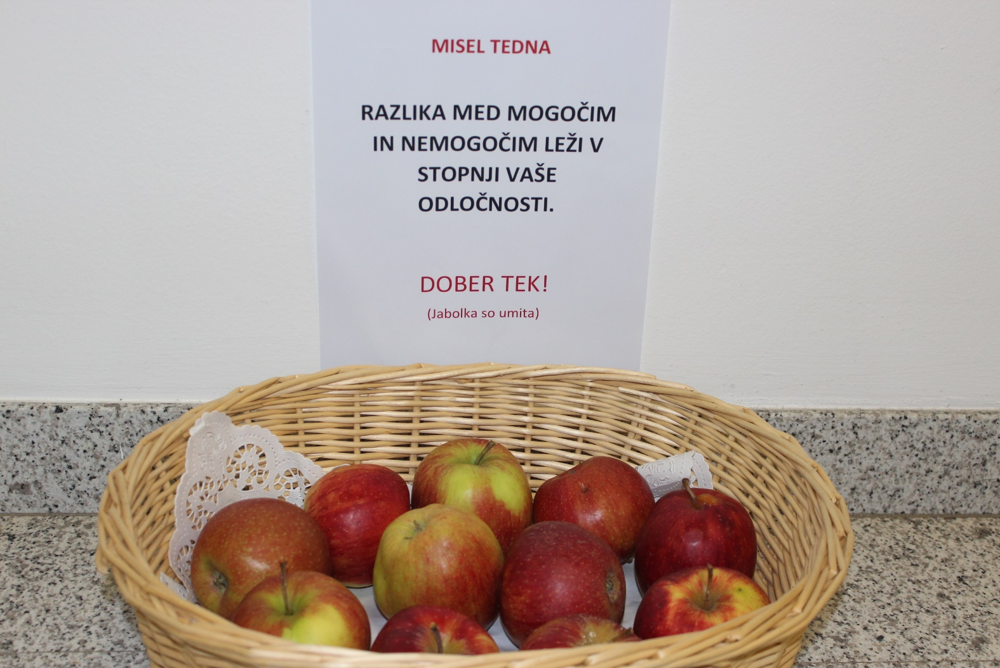 MISEL TEDNA
RAZLIKA MED MOGOČIM
IN NEMOGOČIM LEŽI V
STOPNJI VAŠE
ODLOČNOSTI.
DOBER TEK!
(Jabolka so umita)